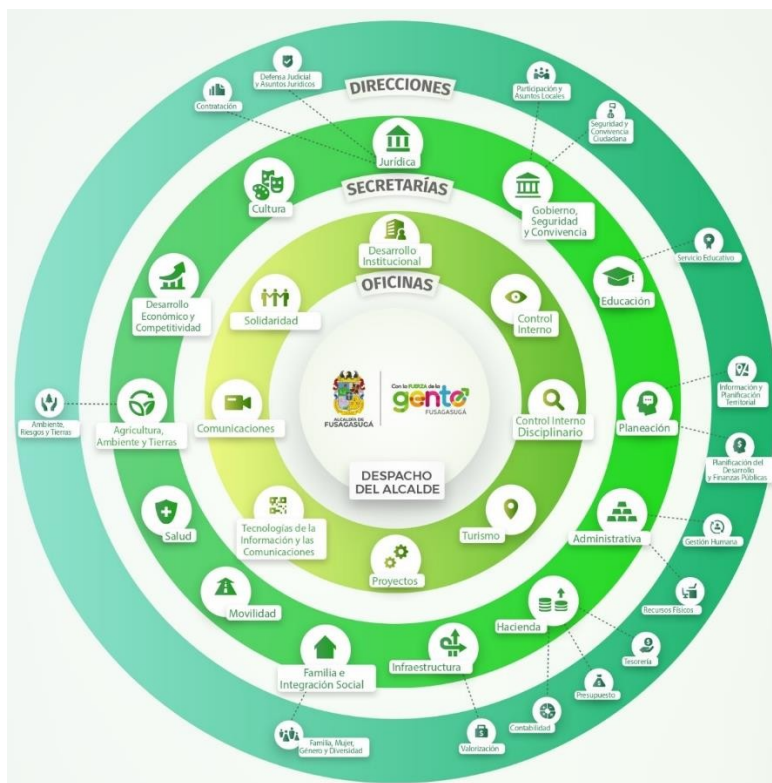 DIRECCIONES
Defensa Judicial
y Asuntos Jurídicos
Contratación
Participación y
Asuntos Locales
Seguridad y
Convivencia
Ciudadana
Servicio Educativo
Información y
Planificación
Territorial
Planificación del
Desarrollo
y Finanzas Públicas
Gestión Humana
Recursos Físicos
Tesorería
Presupuesto
Contabilidad
Valorización
Familia, Mujer,
Género y Diversidad
Ambiente,
Riesgos y Tierras
SECRETARÍAS
Jurídica
Gobierno,
Seguridad
y Convivencia
Educación
Planeación
Administrativa
Hacienda
Infraestructura
Familia e
Integración Social
Movilidad
Salud
Agricultura,
Ambiente y Tierras
Desarrollo
Económico y
Competitividad
Cultura
OFICINAS
Desarrollo
Institucional
Control
Interno
Control Interno
Disciplinario
Turismo
Proyectos
Tecnologías de la
Información y las
Comunicaciones
Comunicaciones
Solidaridad
ALCALDÍA DE
FUSAGASUGÁ
Con la FUERZA de la
gente
FUSAGASUGÁ
DESPACHO
DEL ALCALDE